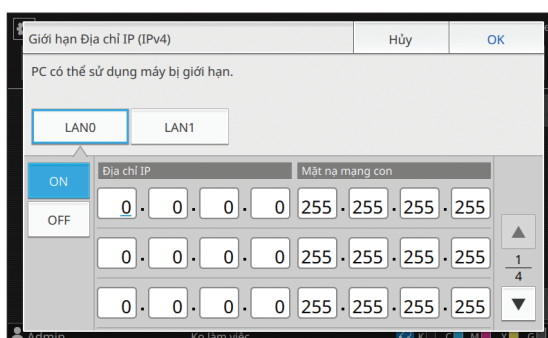 Giới hạn Địa chỉ IP (IPv4) Hủy OK
PC có thể sử dụng máy bị giới hạn.
LAN0 LAN1
Địa chỉ IP Mặt nạ mạng con
ON
0 . 0 . 0 . 0 255 . 255 . 255 . 255
OFF
0 . 0 . 0 . 0 255 . 255 . 255 . 255
1
4
0 . 0 . 0 . 0 255 . 255 . 255 . 255
Admin Ko làm việc K C M Y G